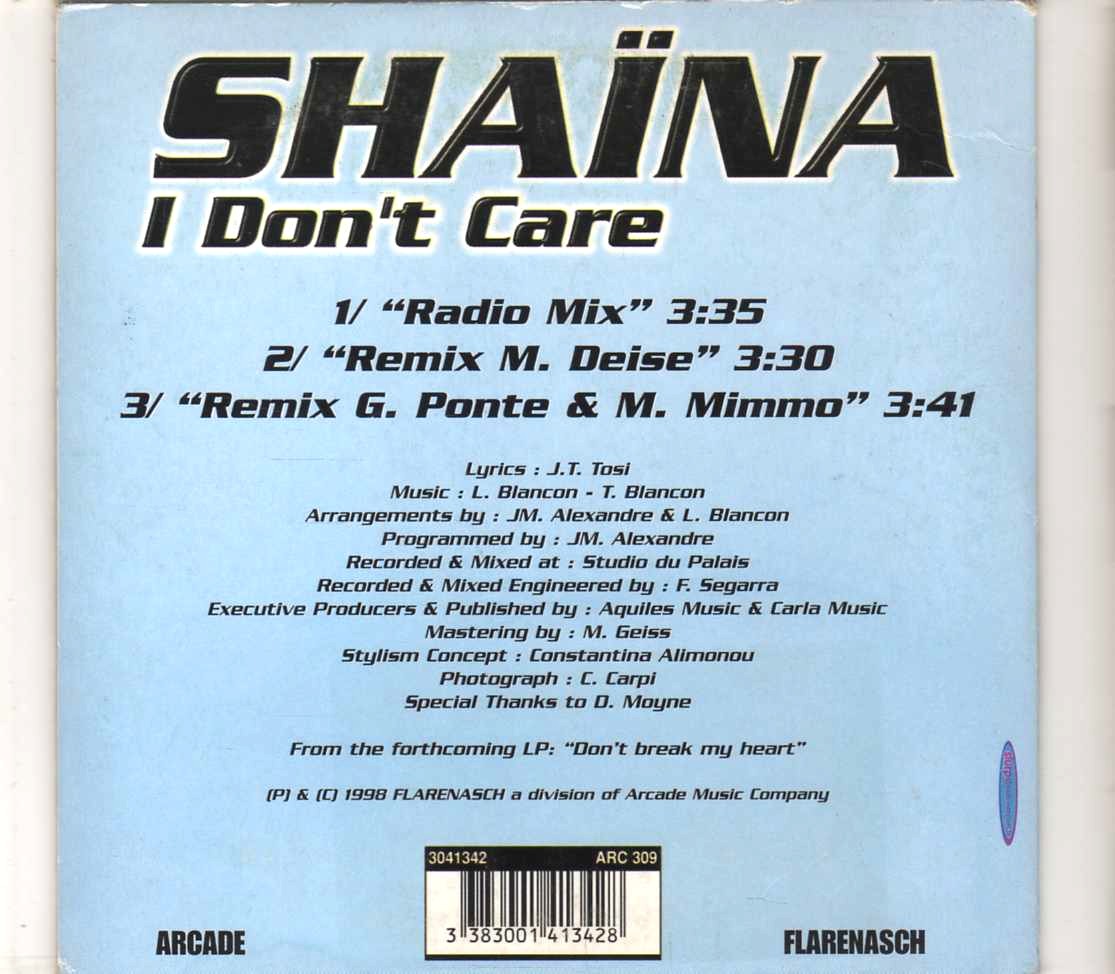 SHAÏNA
I Don't Care
1/ “Radio Mix” 3:35
2/ “Remix M. Deise” 3:30
3/ “Remix G. Ponte & M. Mimmo” 3:41
Lyrics : J.T. Tosi
Music : L. Blancon - T. Blancon
Arrangements by : JM. Alexandre & L. Blancon
Programmed by : JM. Alexandre
Recorded & Mixed at : Studio du Palais
Recorded & Mixed Engineered by : F. Segarra
Executive Producers & Published by : Aquiles Music & Carla Music
Mastering by : M. Geiss
Stylism Concept : Constantina Alimonou
Photograph : C. Carpi
Special Thanks to D. Moyne
From the forthcoming LP: “Don't break my heart”
(P) & (C) 1998 FLARENASCH a division of Arcade Music Company
3041342 ARC 309
3 383001 413428
ARCADE
FLARENASCH